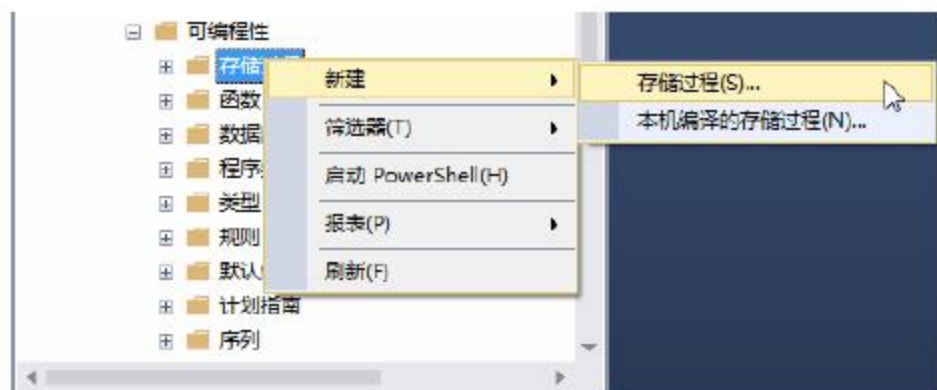 可编程性
存储
新建
存储过程(S)...
函数
本机编译的存储过程(N)...
数据
筛选器(T)
程序
启动 PowerShell(H)
类型
报表(P)
规则
默认
刷新(F)
计划指南
序列